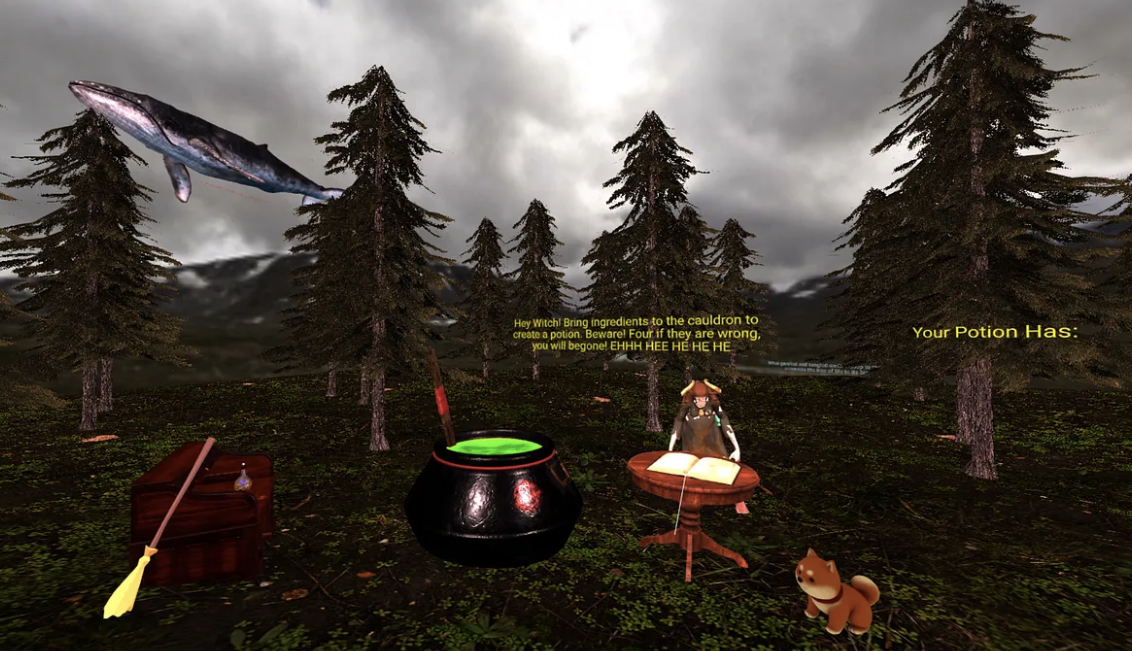 Hey Witch! Bring ingredients to the cauldron to
create a potion. Beware! Four if they are wrong,
you will begone! EHHH HEE HE HE HE
Your Potion Has: